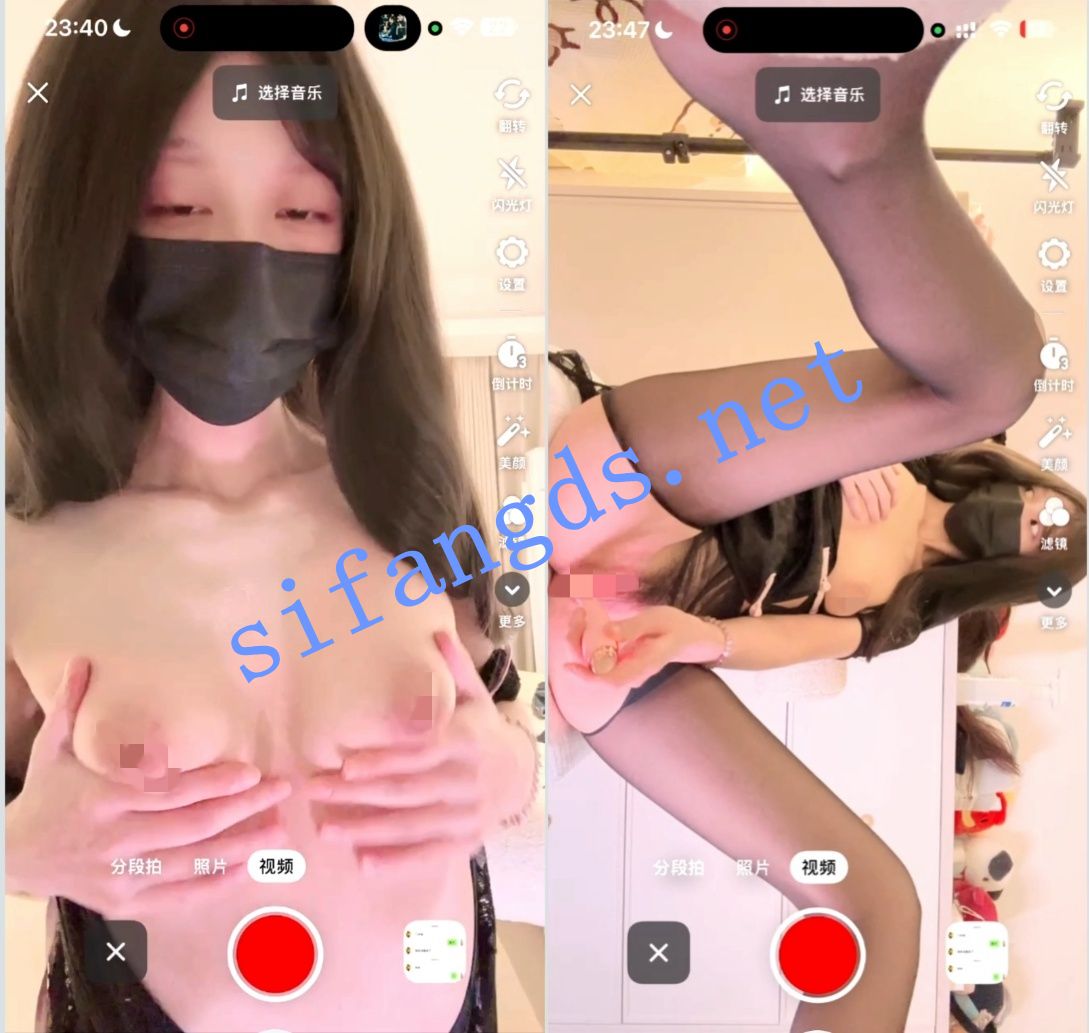 23:40
选择音乐
翻转
闪光灯
设置
3
倒计时
美颜
更多
分段拍 照片 视频
23:47
选择音乐
翻转
闪光灯
设置
3
倒计时
美颜
滤镜
更多
分段拍 照片 视频
sifangds.net